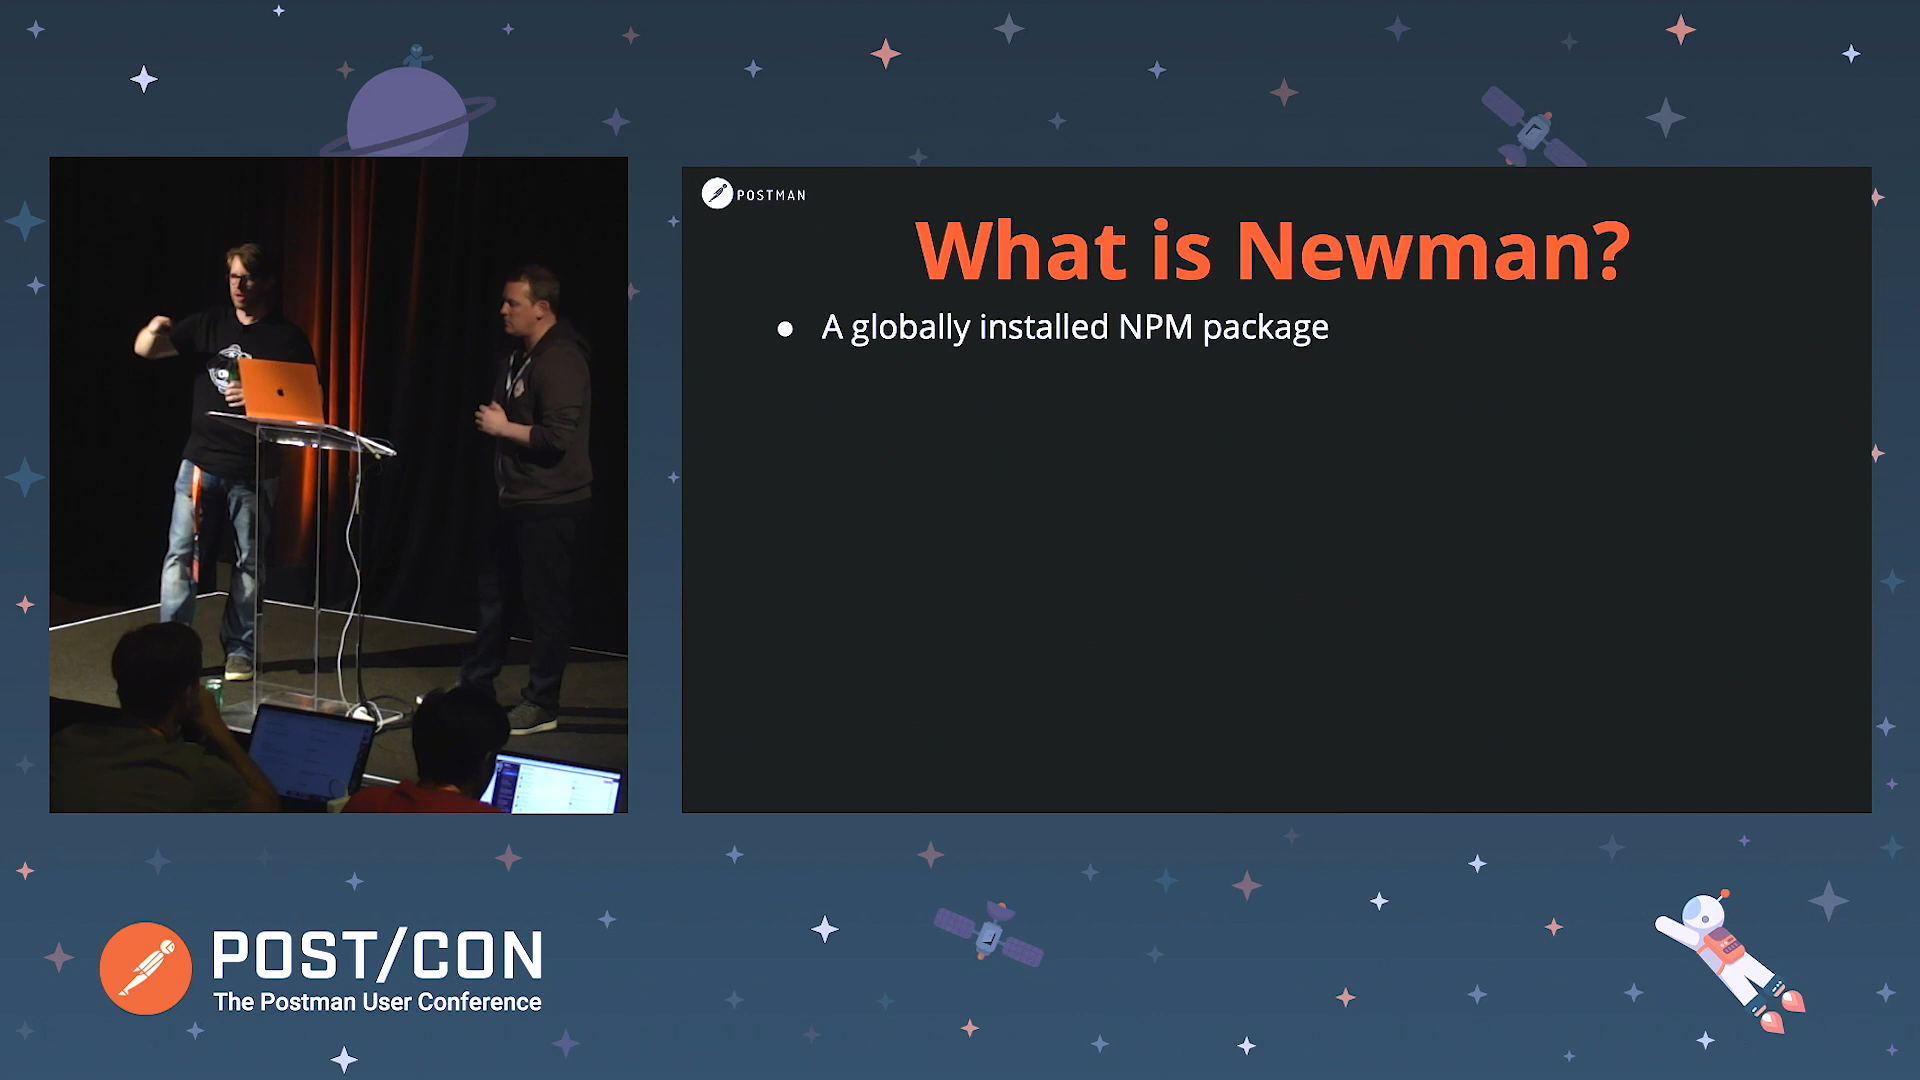 POSTMAN
What is Newman?
● A globally installed NPM package
POST/CON
The Postman User Conference